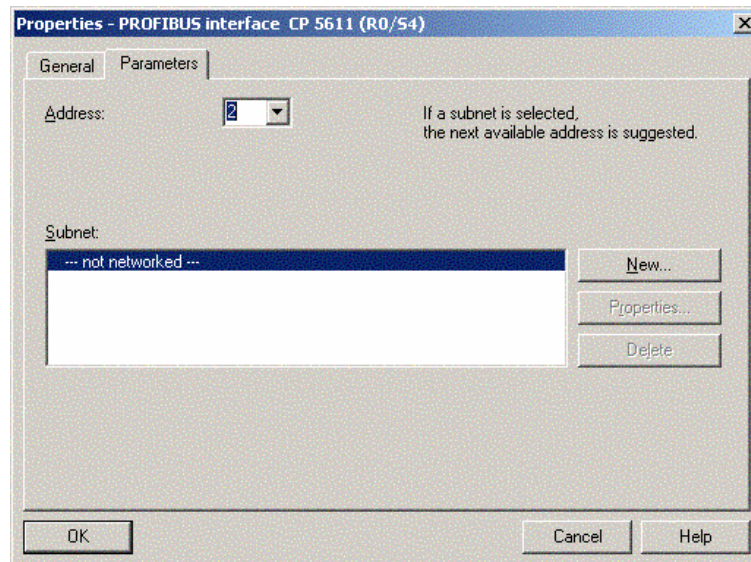 Properties - PROFIBUS interface CP 5611 (R0/S4)
General
Parameters
Address:
2
If a subnet is selected,
the next available address is suggested.
Subnet:
--- not networked ---
New...
Properties...
Delete
OK
Cancel
Help